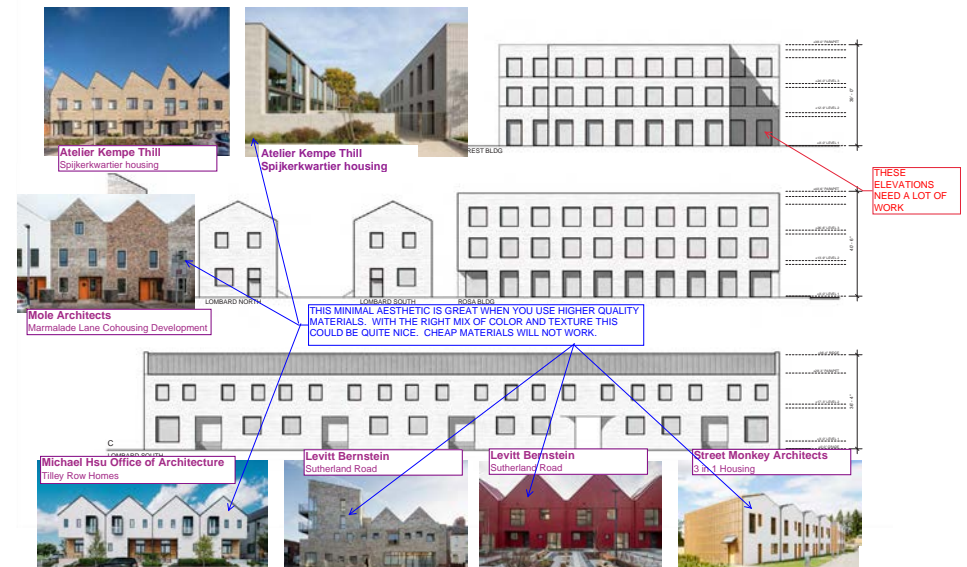 Atelier Kempe Thill
Spijkerkwartier housing
Atelier Kempe Thill
Spijkerkwartier housing
REST BLDG
THESE
ELEVATIONS
NEED A LOT OF
WORK
Mole Architects
Marmalade Lane Cohousing Development
LOMBARD NORTH
LOMBARD SOUTH
ROSA BLDG
THIS MINIMAL AESTHETIC IS GREAT WHEN YOU USE HIGHER QUALITY
MATERIALS. WITH THE RIGHT MIX OF COLOR AND TEXTURE THIS
COULD BE QUITE NICE. CHEAP MATERIALS WILL NOT WORK.
C
LOMBARD SOUTH
Michael Hsu Office of Architecture
Tilley Row Homes
Levitt Bernstein
Sutherland Road
Levitt Bernstein
Sutherland Road
Street Monkey Architects
3 in 1 Housing